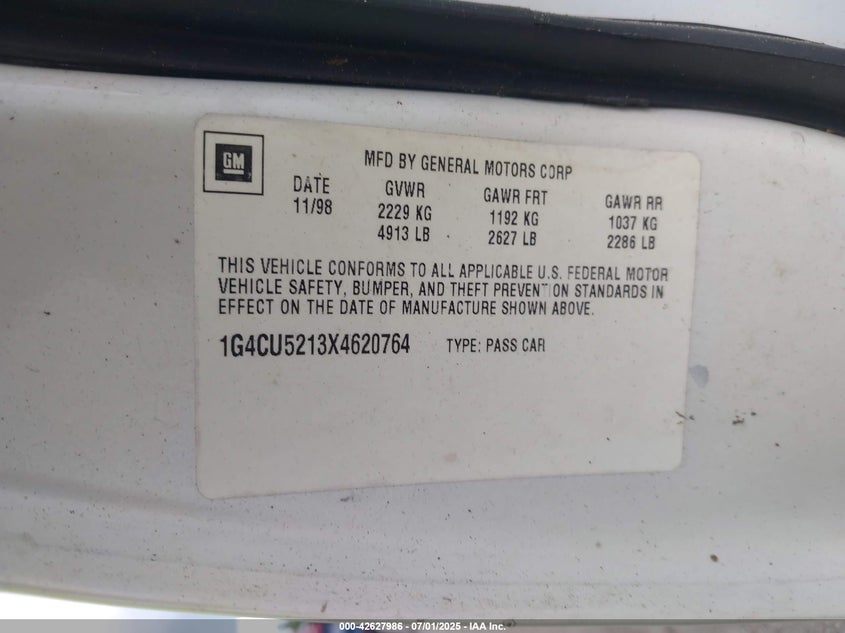 GM
MFD BY GENERAL MOTORS CORP
DATE GVWR GAWR FRT GAWR RR
11/98 2229 KG 1192 KG 1037 KG
4913 LB 2627 LB 2286 LB
THIS VEHICLE CONFORMS TO ALL APPLICABLE U.S. FEDERAL MOTOR
VEHICLE SAFETY, BUMPER, AND THEFT PREVENTION STANDARDS IN
EFFECT ON THE DATE OF MANUFACTURE SHOWN ABOVE.
1G4CU5213X4620764 TYPE: PASS CAR
000-42627986 - 07/01/2025 - IAA Inc.